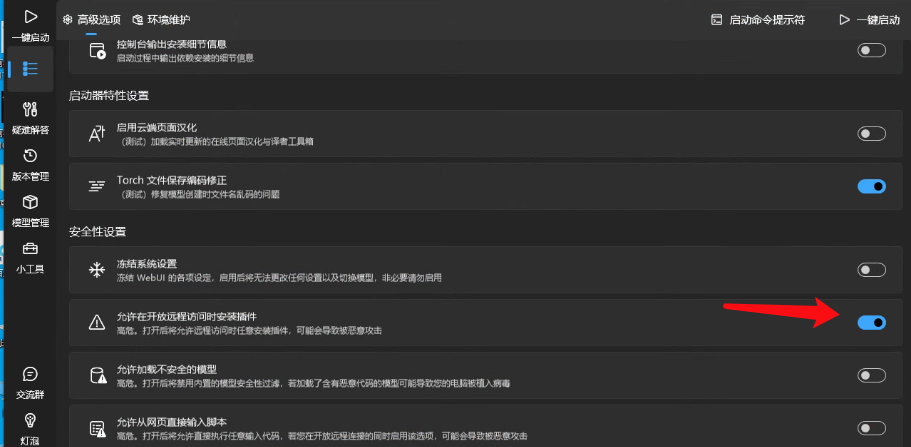 高级选项 环境维护 启动命令提示符 一键启动
一键启动
疑难解答
版本管理
模型管理
小工具
交流群
灯泡
控制台输出安装细节信息
启动过程中输出依赖安装的细节信息
启动器特性设置
启用云端页面汉化
（测试）加载实时更新的在线页面汉化与译者工具箱
Torch 文件保存编码修正
（测试）修复模型创建时文件名乱码的问题
安全性设置
冻结系统设置
冻结 WebUI 的各项设定，启用后将无法更改任何设置以及切换模型，非必要请勿启用
允许在开放远程访问时安装插件
高危。打开后将允许远程访问时任意安装插件，可能会导致被恶意攻击
允许加载不安全的模型
高危。打开后将禁用内置的模型安全性过滤，若加载了含有恶意代码的模型可能导致您的电脑被植入病毒
允许从网页直接输入脚本
高危。打开后将允许直接执行任意输入代码，若您在开放远程连接的同时启用该选项，可能会导致被恶意攻击